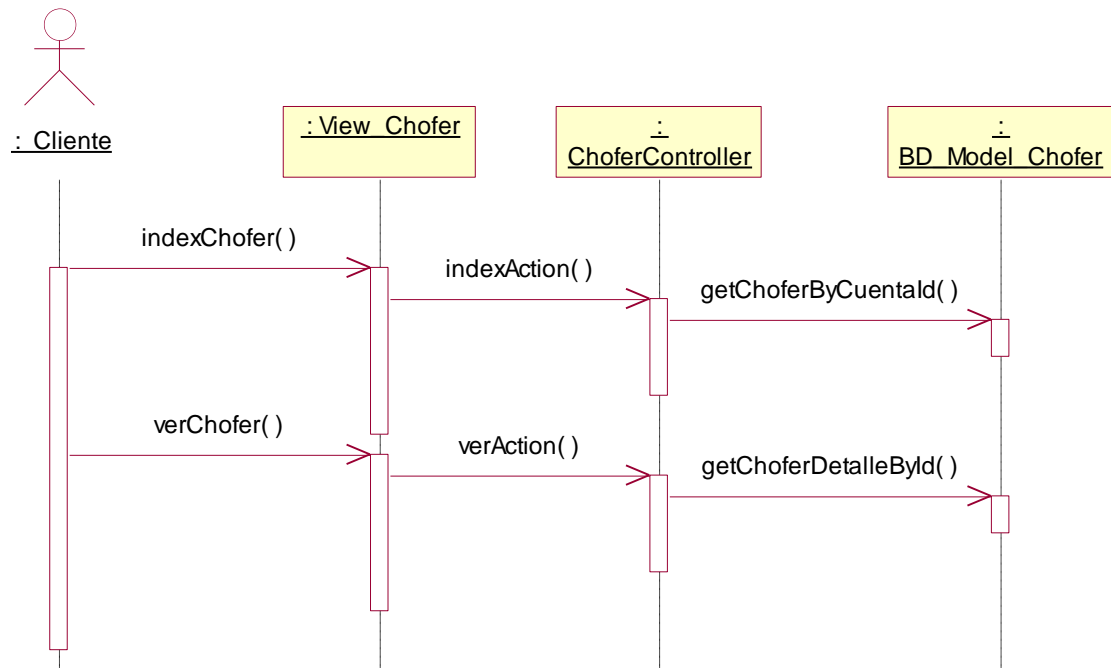 : Cliente
: View_Chofer
:
ChoferController
:
BD_Model_Chofer
indexChofer( )
indexAction( )
getChoferByCuentaId( )
verChofer( )
verAction( )
getChoferDetalleById( )